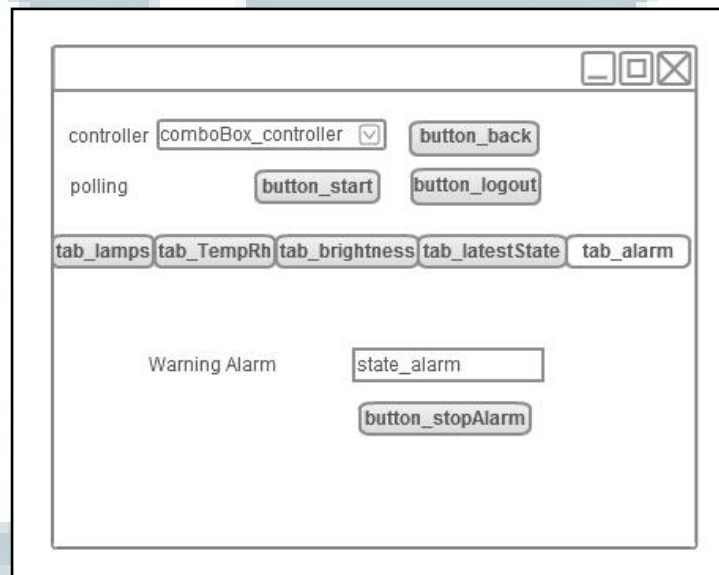 controller comboBox_controller button_back
polling button_start button_logout
tab_lamps tab_TempRh tab_brightness tab_latestState tab_alarm
Warning Alarm state_alarm
button_stopAlarm